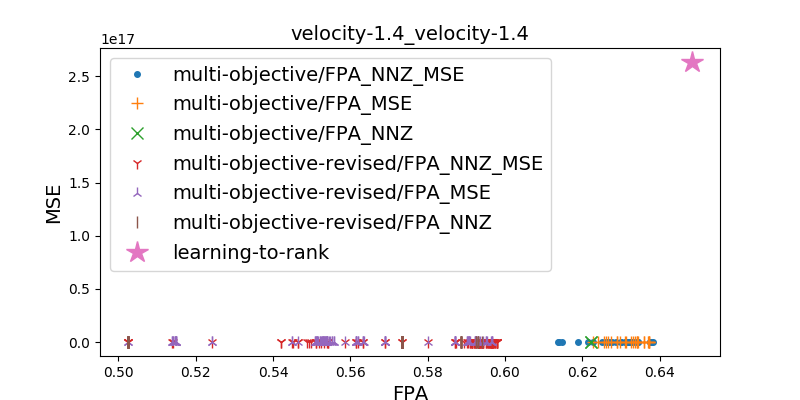 velocity-1.4_velocity-1.4
1e17
2.5
2.0
1.5
1.0
0.5
0.0
MSE
multi-objective/FPA_NNZ_MSE
multi-objective/FPA_MSE
multi-objective/FPA_NNZ
multi-objective-revised/FPA_NNZ_MSE
multi-objective-revised/FPA_MSE
multi-objective-revised/FPA_NNZ
learning-to-rank
0.50 0.52 0.54 0.56 0.58 0.60 0.62 0.64
FPA